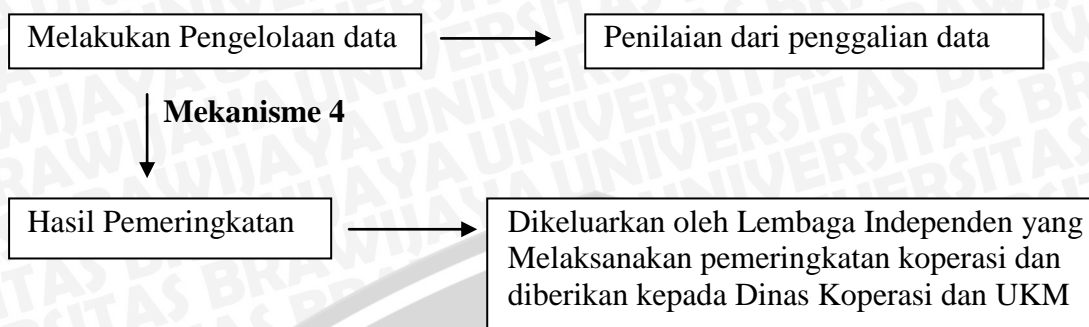 Melakukan Pengelolaan data
Penilaian dari penggalian data
Mekanisme 4
Hasil Pemeringkatan
Dikeluarkan oleh Lembaga Independen yang
Melaksanakan pemeringkatan koperasi dan
diberikan kepada Dinas Koperasi dan UKM